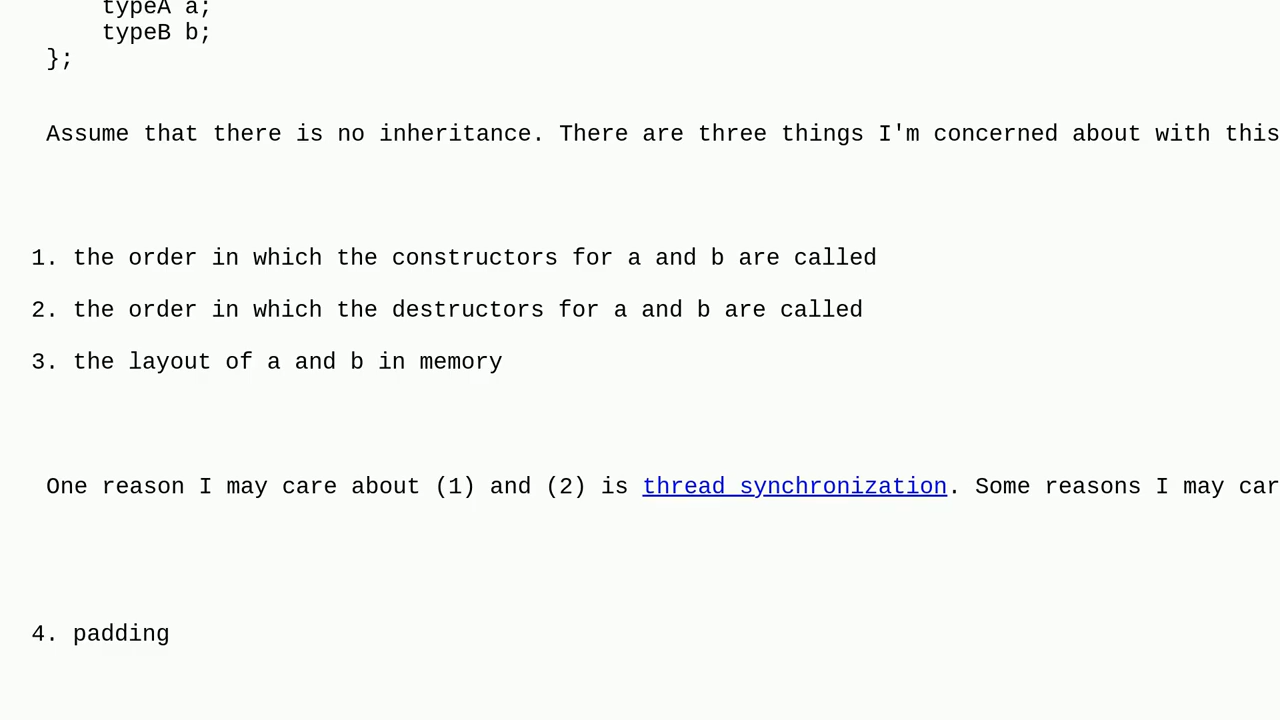 typeA a;
typeB b;
};
Assume that there is no inheritance. There are three things I'm concerned about with this
1. the order in which the constructors for a and b are called
2. the order in which the destructors for a and b are called
3. the layout of a and b in memory
One reason I may care about (1) and (2) is thread synchronization. Some reasons I may car
4. padding